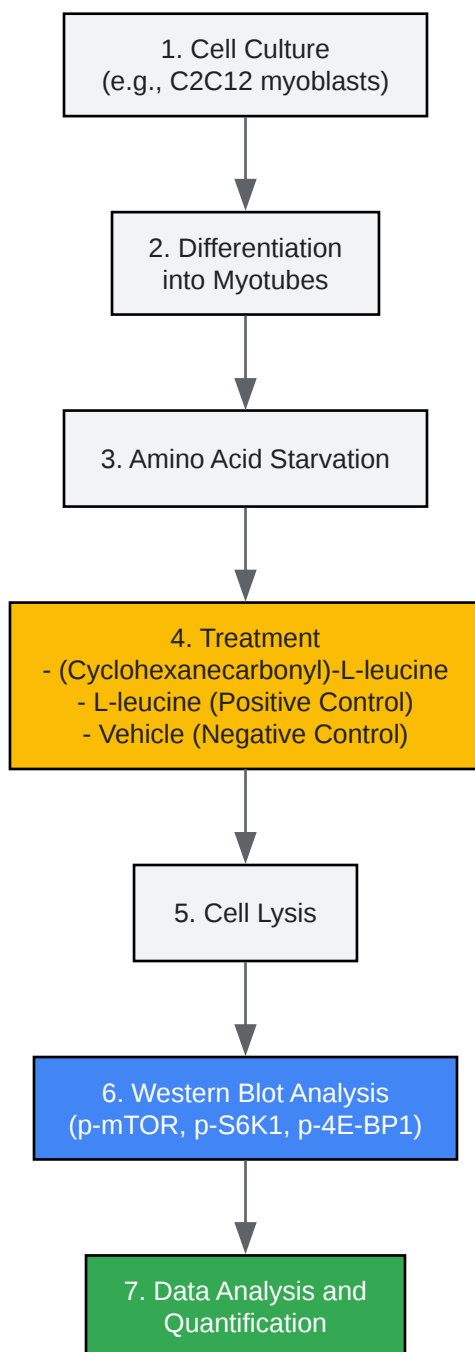 1. Cell Culture
(e.g., C2C12 myoblasts)
2. Differentiation
into Myotubes
3. Amino Acid Starvation
4. Treatment
- (Cyclohexanecarbonyl)-L-leucine
- L-leucine (Positive Control)
- Vehicle (Negative Control)
5. Cell Lysis
6. Western Blot Analysis
(p-mTOR, p-S6K1, p-4E-BP1)
7. Data Analysis and
Quantification